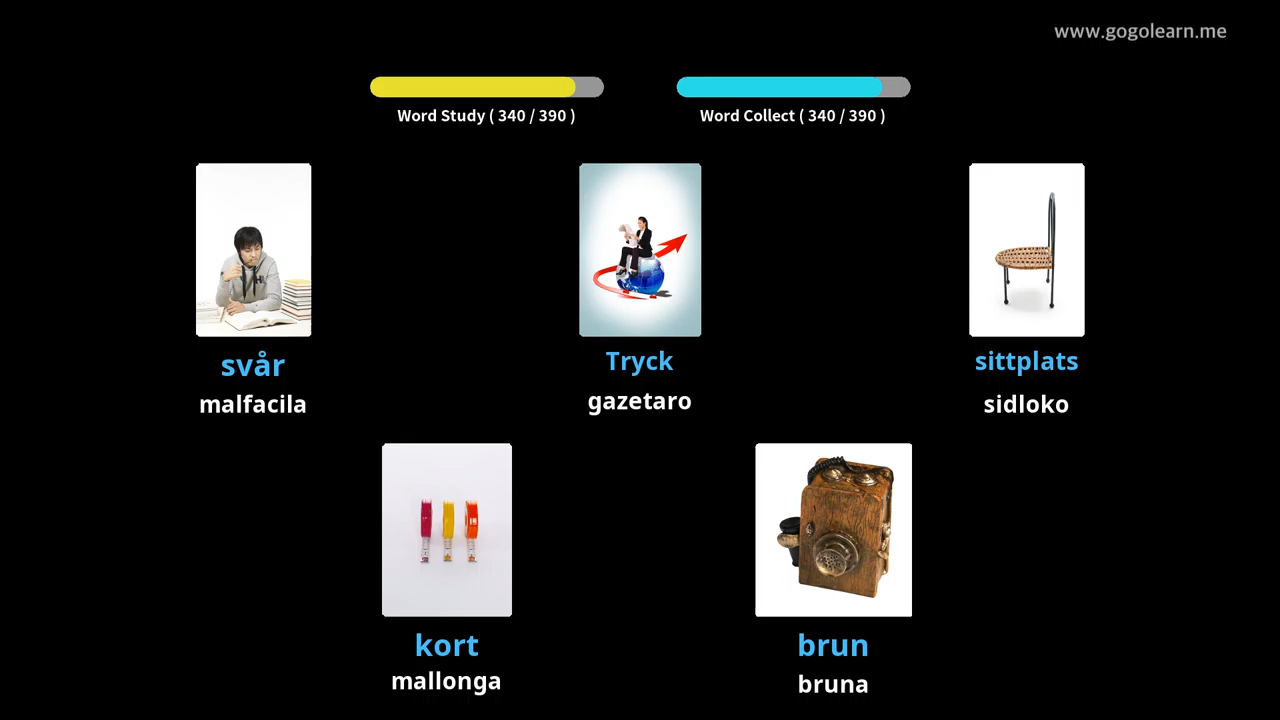 www.gogolearn.me
Word Study ( 340 / 390 )
Word Collect ( 340 / 390 )
svår
malfacila
Tryck
gazetaro
sittplats
sidloko
kort
mallonga
brun
bruna